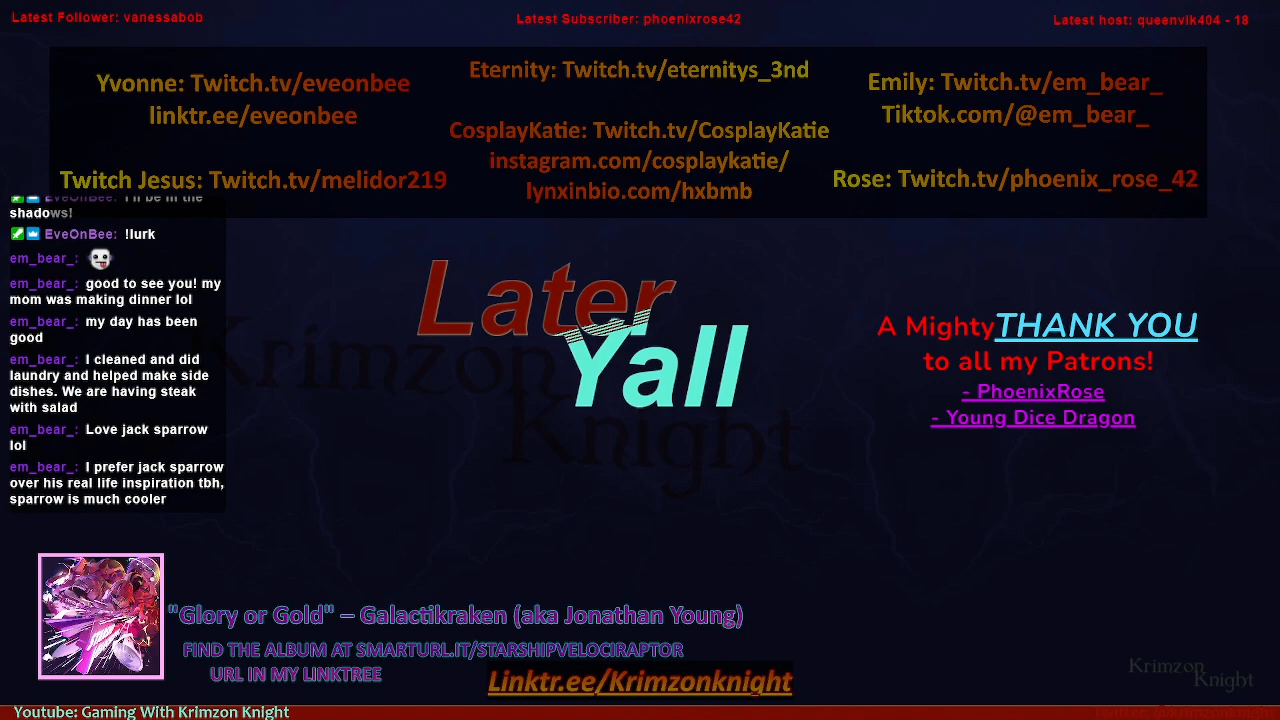 Latest Follower: vanessabob
Latest Subscriber: phoenixrose42
Latest host: queenvik404 - 18
Yvonne: Twitch.tv/eveonbee
linktr.ee/eveonbee
Twitch Jesus: Twitch.tv/melidor219
Eternity: Twitch.tv/eternitys_3nd
CosplayKatie: Twitch.tv/CosplayKatie
instagram.com/cosplaykatie/
lynxinbio.com/hxbmb
Emily: Twitch.tv/em_bear_
Tiktok.com/@em_bear_
Rose: Twitch.tv/phoenix_rose_42
EveOnBee: I'll be in the
shadows!
EveOnBee: !lurk
em_bear_:
em_bear_: good to see you! my
mom was making dinner lol
em_bear_: my day has been
good
em_bear_: I cleaned and did
laundry and helped make side
dishes. We are having steak
with salad
em_bear_: Love jack sparrow
lol
em_bear_: I prefer jack sparrow
over his real life inspiration tbh,
sparrow is much cooler
Later
Yall
Krimzon
Knight
A Mighty THANK YOU
to all my Patrons!
- PhoenixRose
- Young Dice Dragon
"Glory or Gold" – Galactikraken (aka Jonathan Young)
FIND THE ALBUM AT SMARTURL.IT/STARSHIPVELOCIRAPTOR
URL IN MY LINKTREE
Linktr.ee/Krimzonknight
Krimzon
Knight
Youtube: Gaming With Krimzon Knight